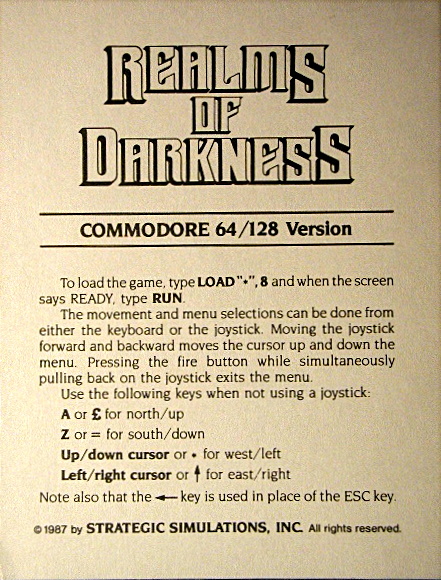 REALMS
OF
DARKNESS
COMMODORE 64/128 Version
To load the game, type LOAD"*", 8 and when the screen
says READY, type RUN.
The movement and menu selections can be done from
either the keyboard or the joystick. Moving the joystick
forward and backward moves the cursor up and down the
menu. Pressing the fire button while simultaneously
pulling back on the joystick exits the menu.
Use the following keys when not using a joystick:
A or £ for north/up
Z or = for south/down
Up/down cursor or • for west/left
Left/right cursor or ↑ for east/right
Note also that the ← key is used in place of the ESC key.
©1987 by STRATEGIC SIMULATIONS, INC. All rights reserved.